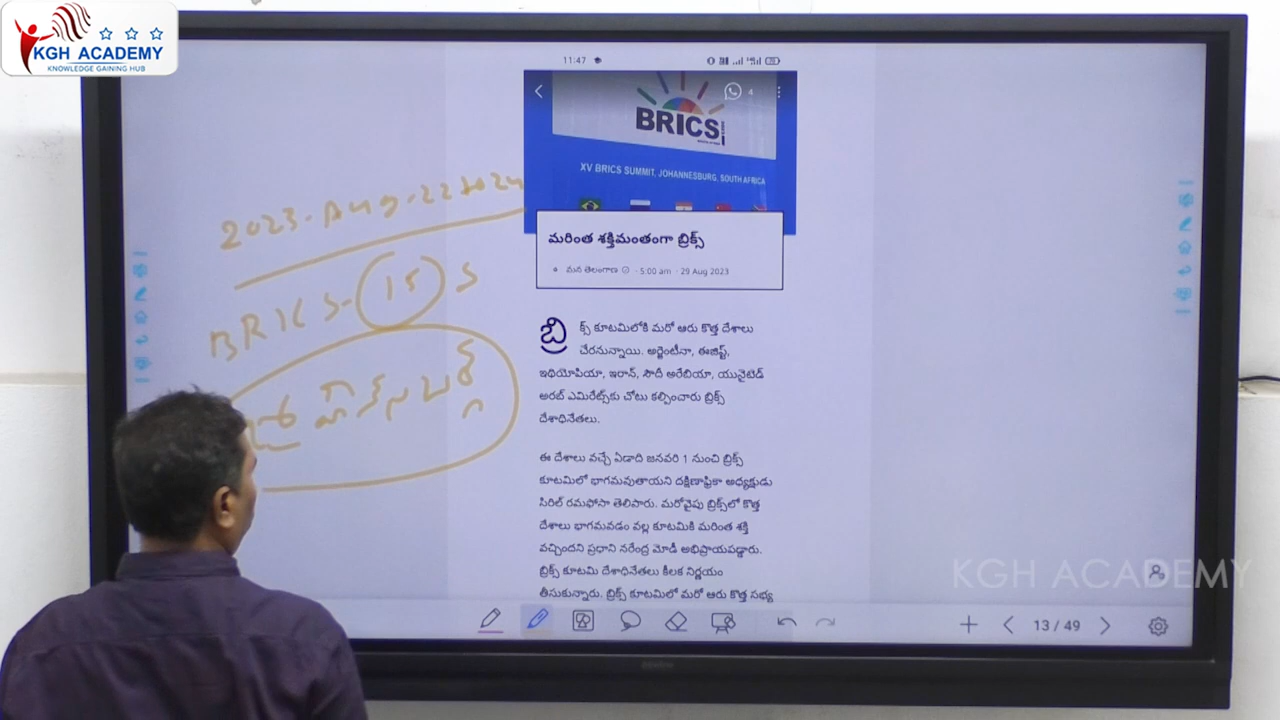 KGH ACADEMY
KNOWLEDGE GAINING HUB
11:47
4
BRICS
XV BRICS SUMMIT, JOHANNESBURG, SOUTH AFRICA
మరింత శక్తిమంతంగా బ్రిక్స్
మన తెలంగాణ - 5:00 am - 29 Aug 2023
బ్రిక్స్ కూటమిలోకి మరో ఆరు కొత్త దేశాలు
చేరనున్నాయి. అర్జెంటీనా, ఈజిప్ట్,
ఇథియోపియా, ఇరాన్, సౌదీ అరేబియా, యునైటెడ్
అరబ్ ఎమిరేట్స్‌కు చోటు కల్పించారు బ్రిక్స్
దేశాధినేతలు.
ఈ దేశాలు వచ్చే ఏడాది జనవరి 1 నుంచి బ్రిక్స్
కూటమిలో భాగమవుతాయని దక్షిణాఫ్రికా అధ్యక్షుడు
సిరిల్ రమఫోసా తెలిపారు. మరోవైపు బ్రిక్స్‌లో కొత్త
దేశాలు భాగమవడం వల్ల కూటమికి మరింత శక్తి
వచ్చిందని ప్రధాని నరేంద్ర మోడీ అభిప్రాయపడ్డారు.
బ్రిక్స్ కూటమి దేశాధినేతలు కీలక నిర్ణయం
తీసుకున్నారు. బ్రిక్స్ కూటమిలో మరో ఆరు కొత్త సభ్య
2023-Aug-22 24
BRICS-15 S
KGH ACADEMY
13 / 49